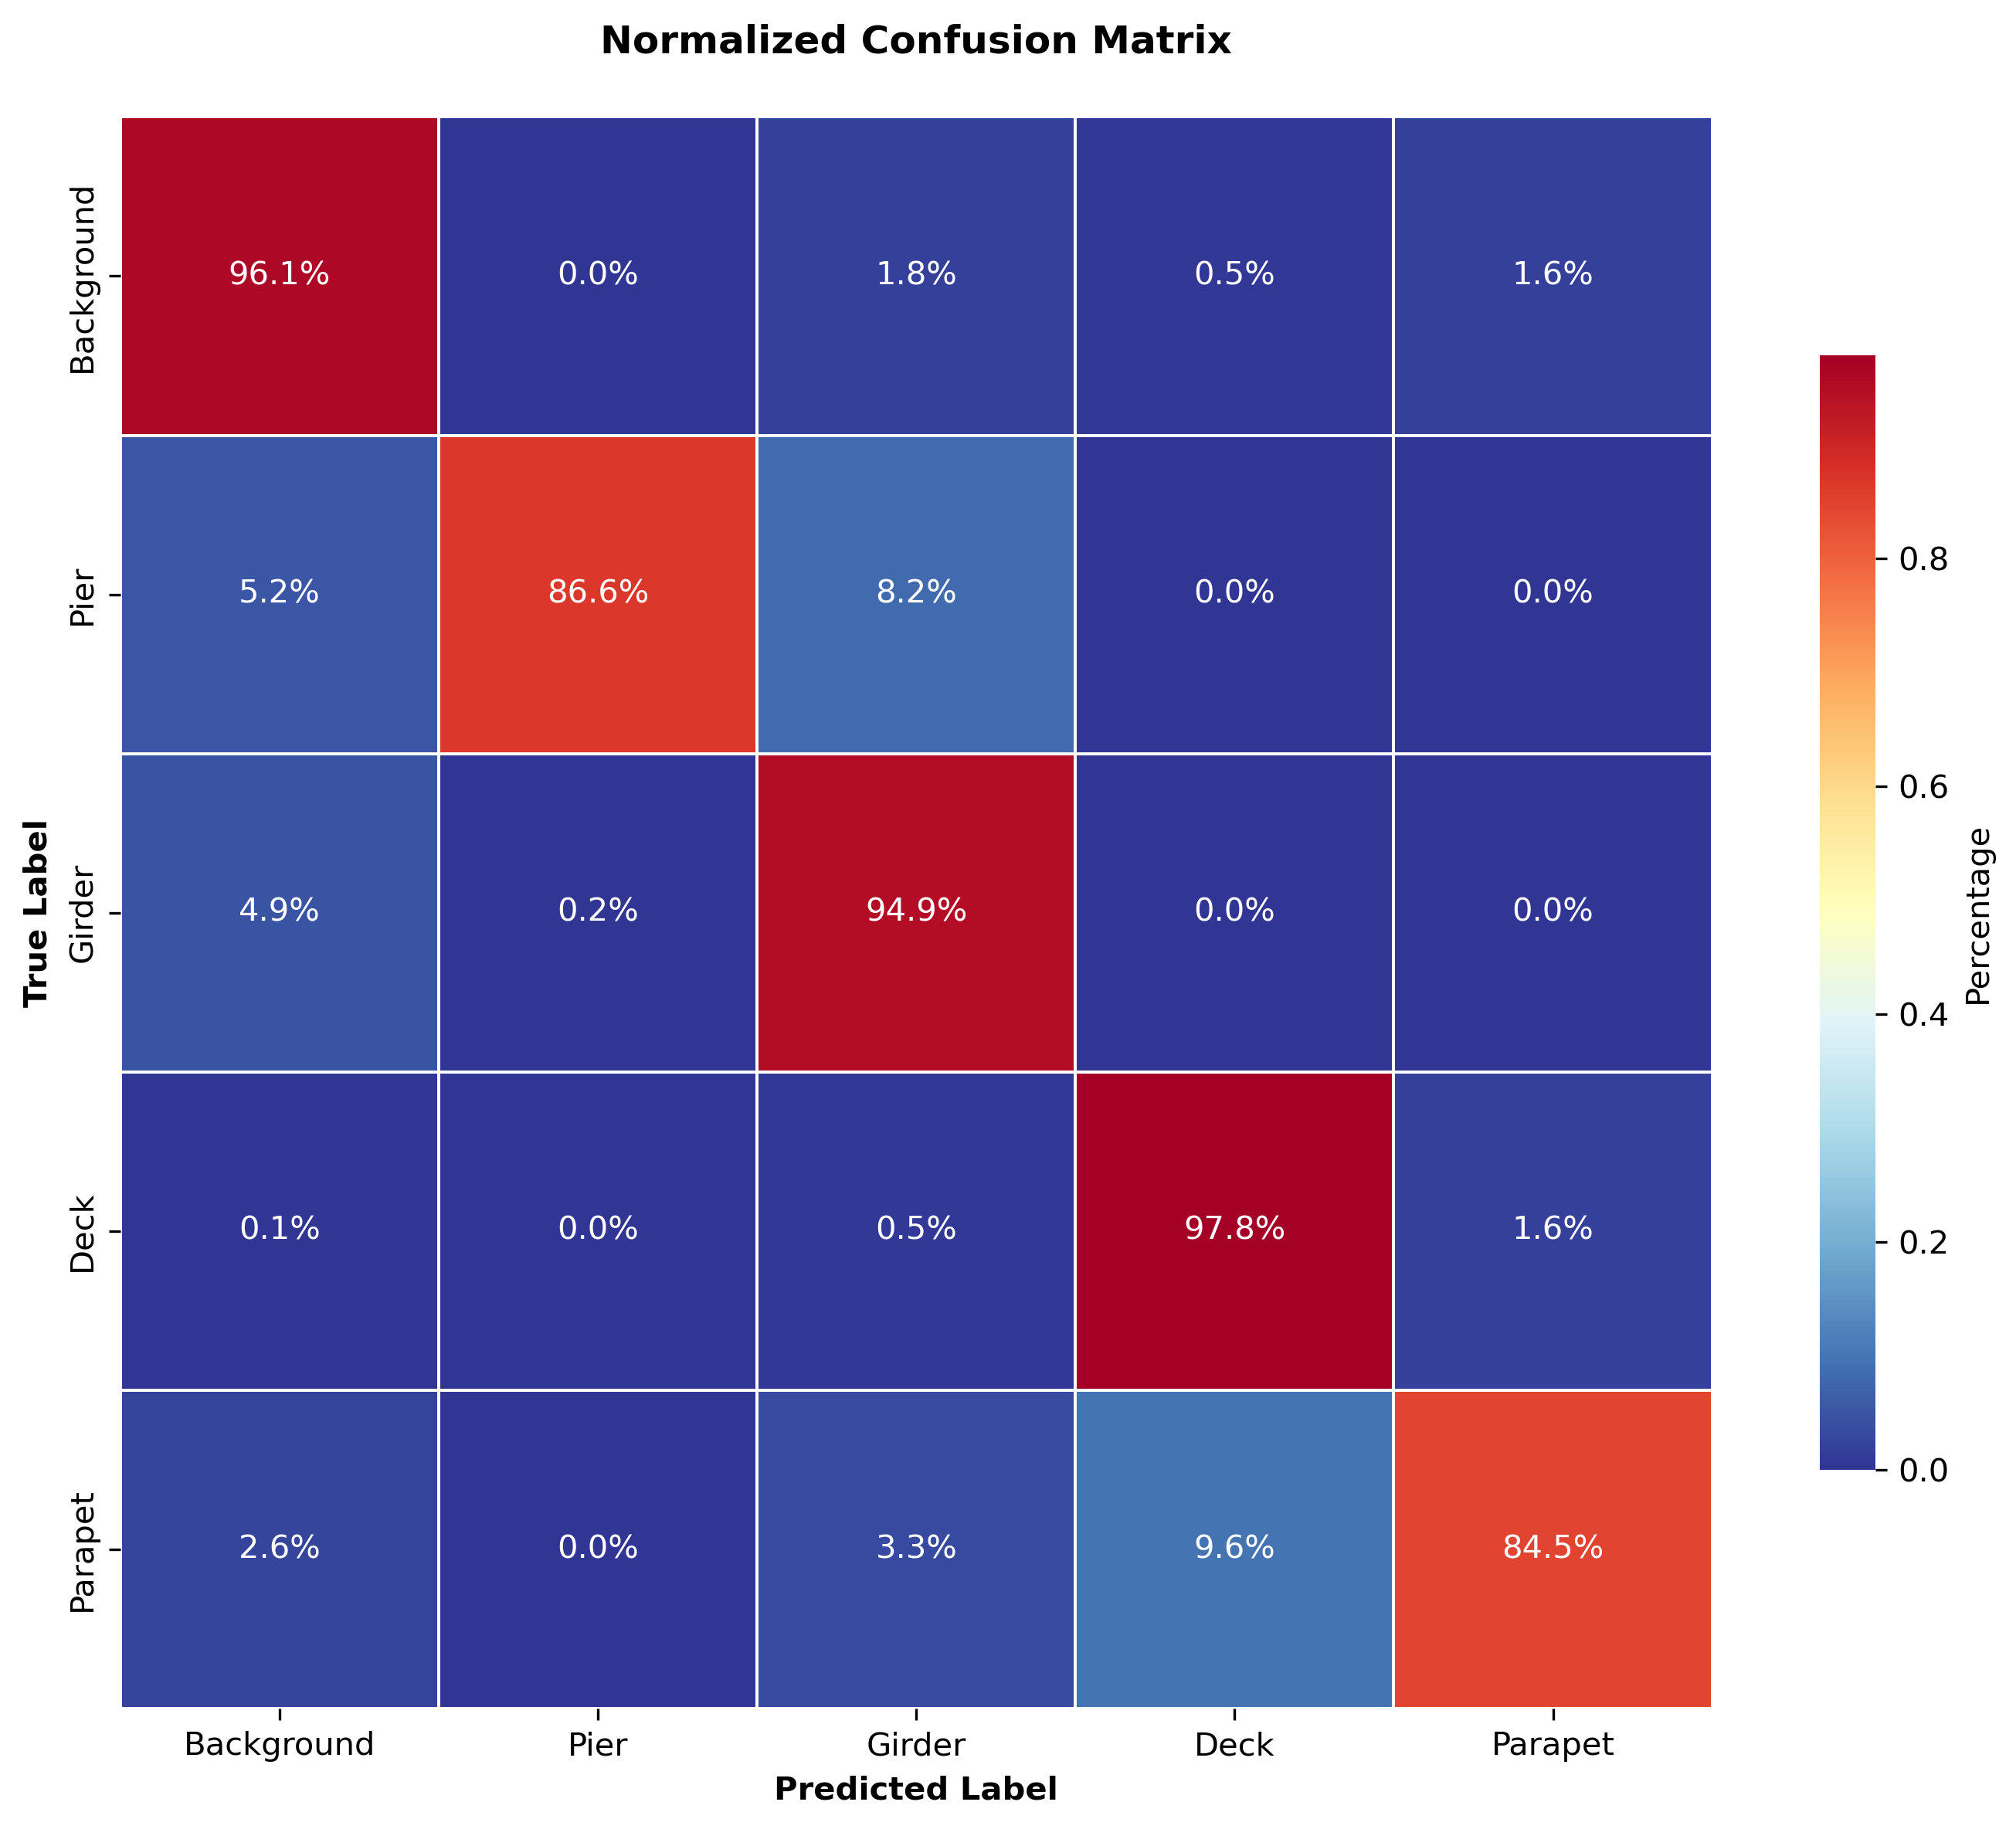 Normalized Confusion Matrix
Background
96.1% 0.0% 1.8% 0.5% 1.6%
Pier
5.2% 86.6% 8.2% 0.0% 0.0%
Girder
4.9% 0.2% 94.9% 0.0% 0.0%
Deck
0.1% 0.0% 0.5% 97.8% 1.6%
Parapet
2.6% 0.0% 3.3% 9.6% 84.5%
True Label
Background Pier Girder Deck Parapet
Predicted Label
0.8
0.6
0.4
0.2
0.0
Percentage